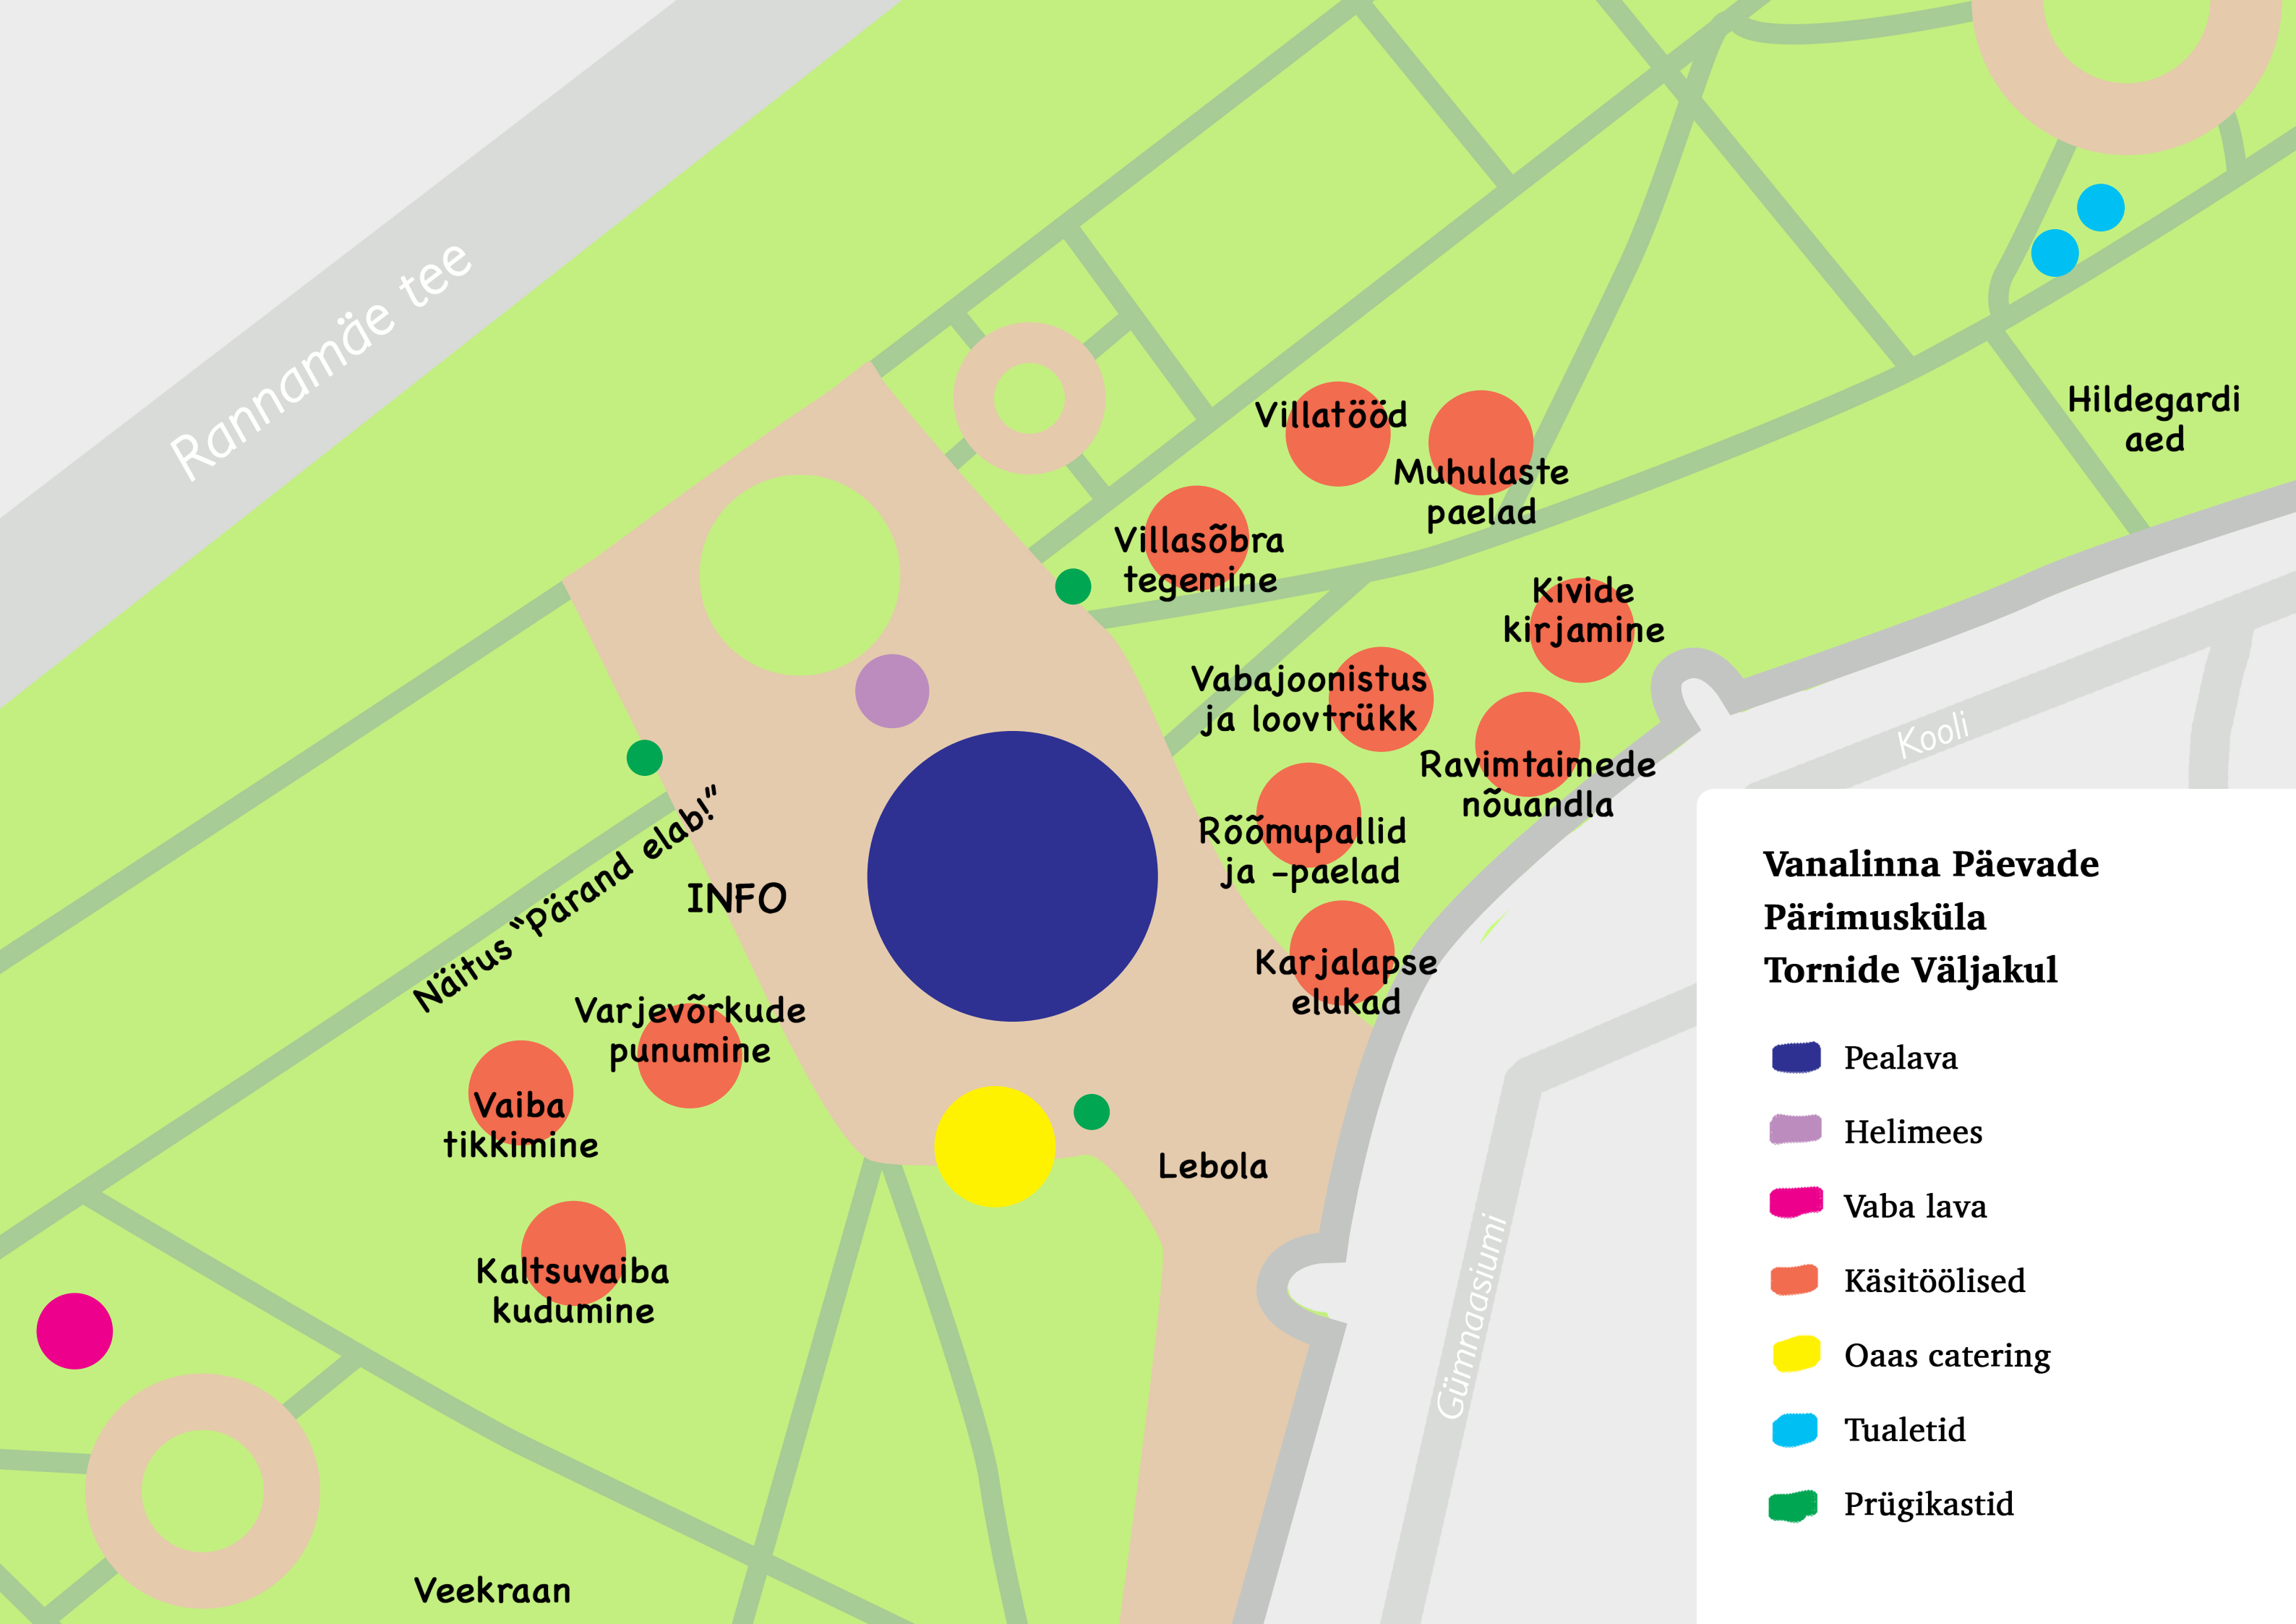 Rannamäe tee
Villatööd
Muhulaste
paelad
Hildegardi
aed
Villasõbra
tegemine
Kivide
kirjamine
Vabajoonistus
ja loovtrükk
Ravimtaimede
nõuandla
Kooli
Rõõmupallid
ja -paelad
Näitus “Pärand elab!”
INFO
Karjalapse
elukad
Varjevõrkude
punumine
Vaiba
tikkimine
Lebola
Kaltsuvaiba
kudumine
Gümnaasiumi
Veekraan
Vanalinna Päevade
Pärimusküla
Tornide Väljakul
Pealava
Helimees
Vaba lava
Käsitöölised
Oaas catering
Tualetid
Prügikastid